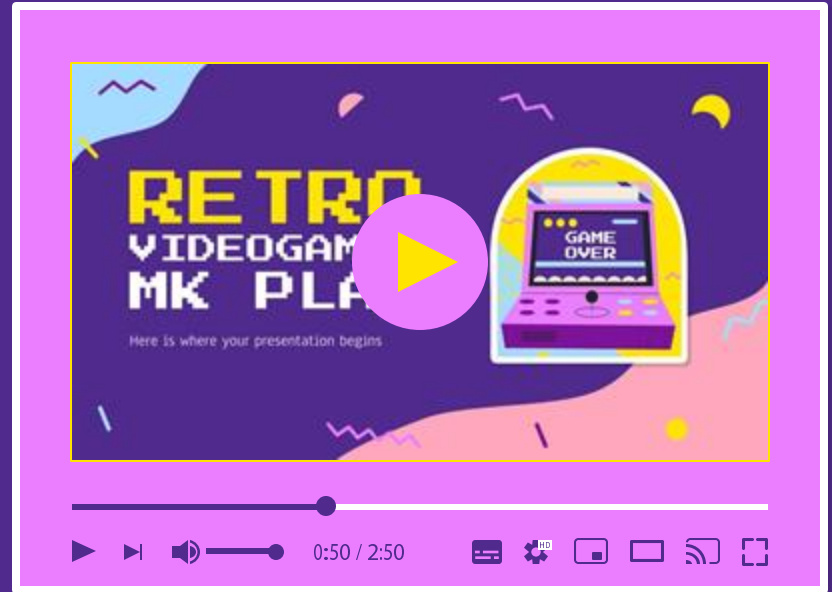 RETRO
VIDEOGAM
MK PLA
Here is where your presentation begins
GAME
OVER
0:50 / 2:50
HD